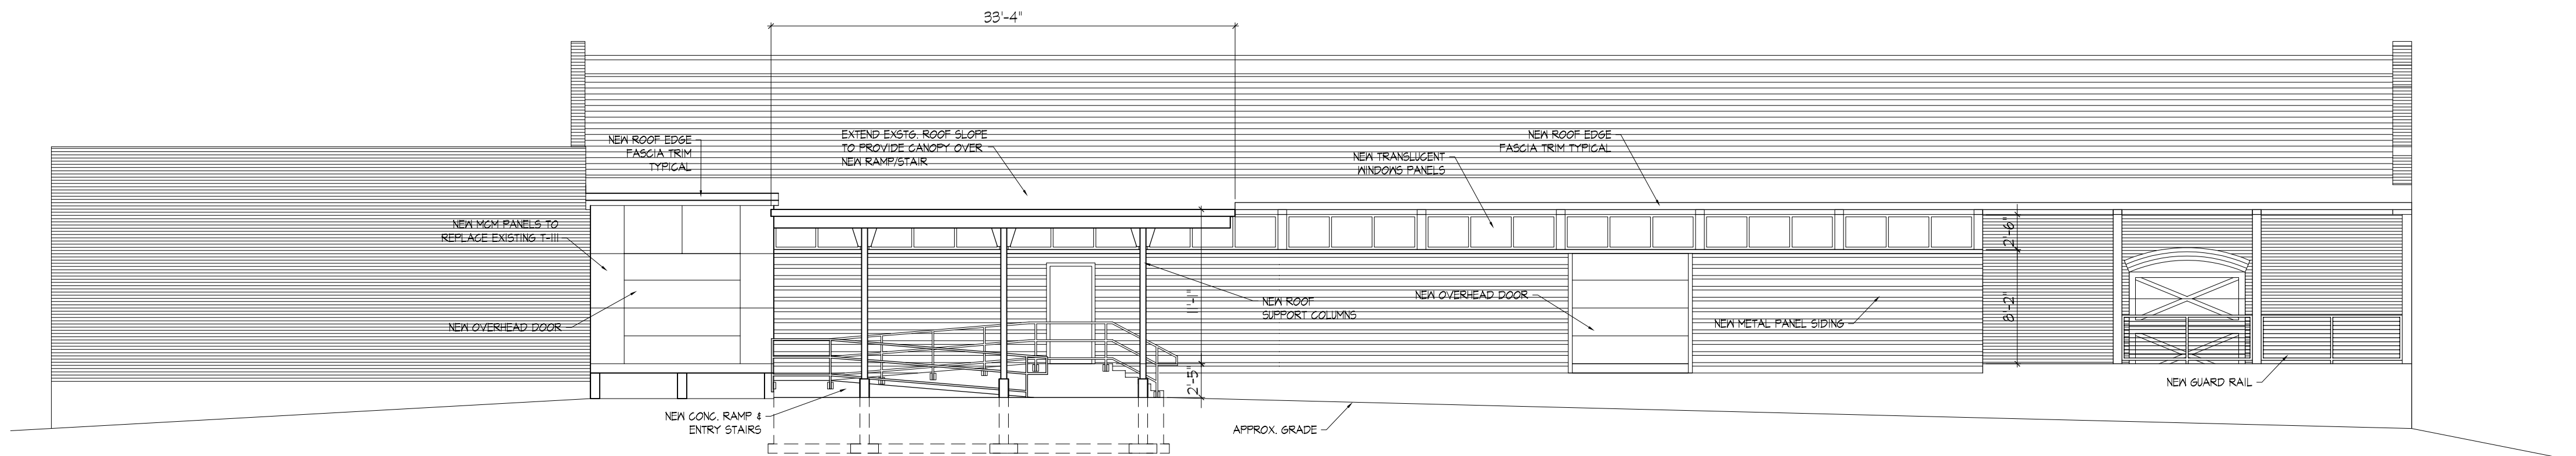 33'-4"
NEW ROOF EDGE
FASCIA TRIM
TYPICAL
EXTEND EXSTG. ROOF SLOPE
TO PROVIDE CANOPY OVER
NEW RAMP/STAIR
NEW TRANSLUCENT
WINDOWS PANELS
NEW ROOF EDGE
FASCIA TRIM TYPICAL
NEW MCM PANELS TO
REPLACE EXISTING T-111
2'-6"
NEW OVERHEAD DOOR
11'-11"
NEW ROOF
SUPPORT COLUMNS
NEW OVERHEAD DOOR
NEW METAL PANEL SIDING
8'-2"
2'-5"
NEW GUARD RAIL
NEW CONC. RAMP &
ENTRY STAIRS
APPROX. GRADE